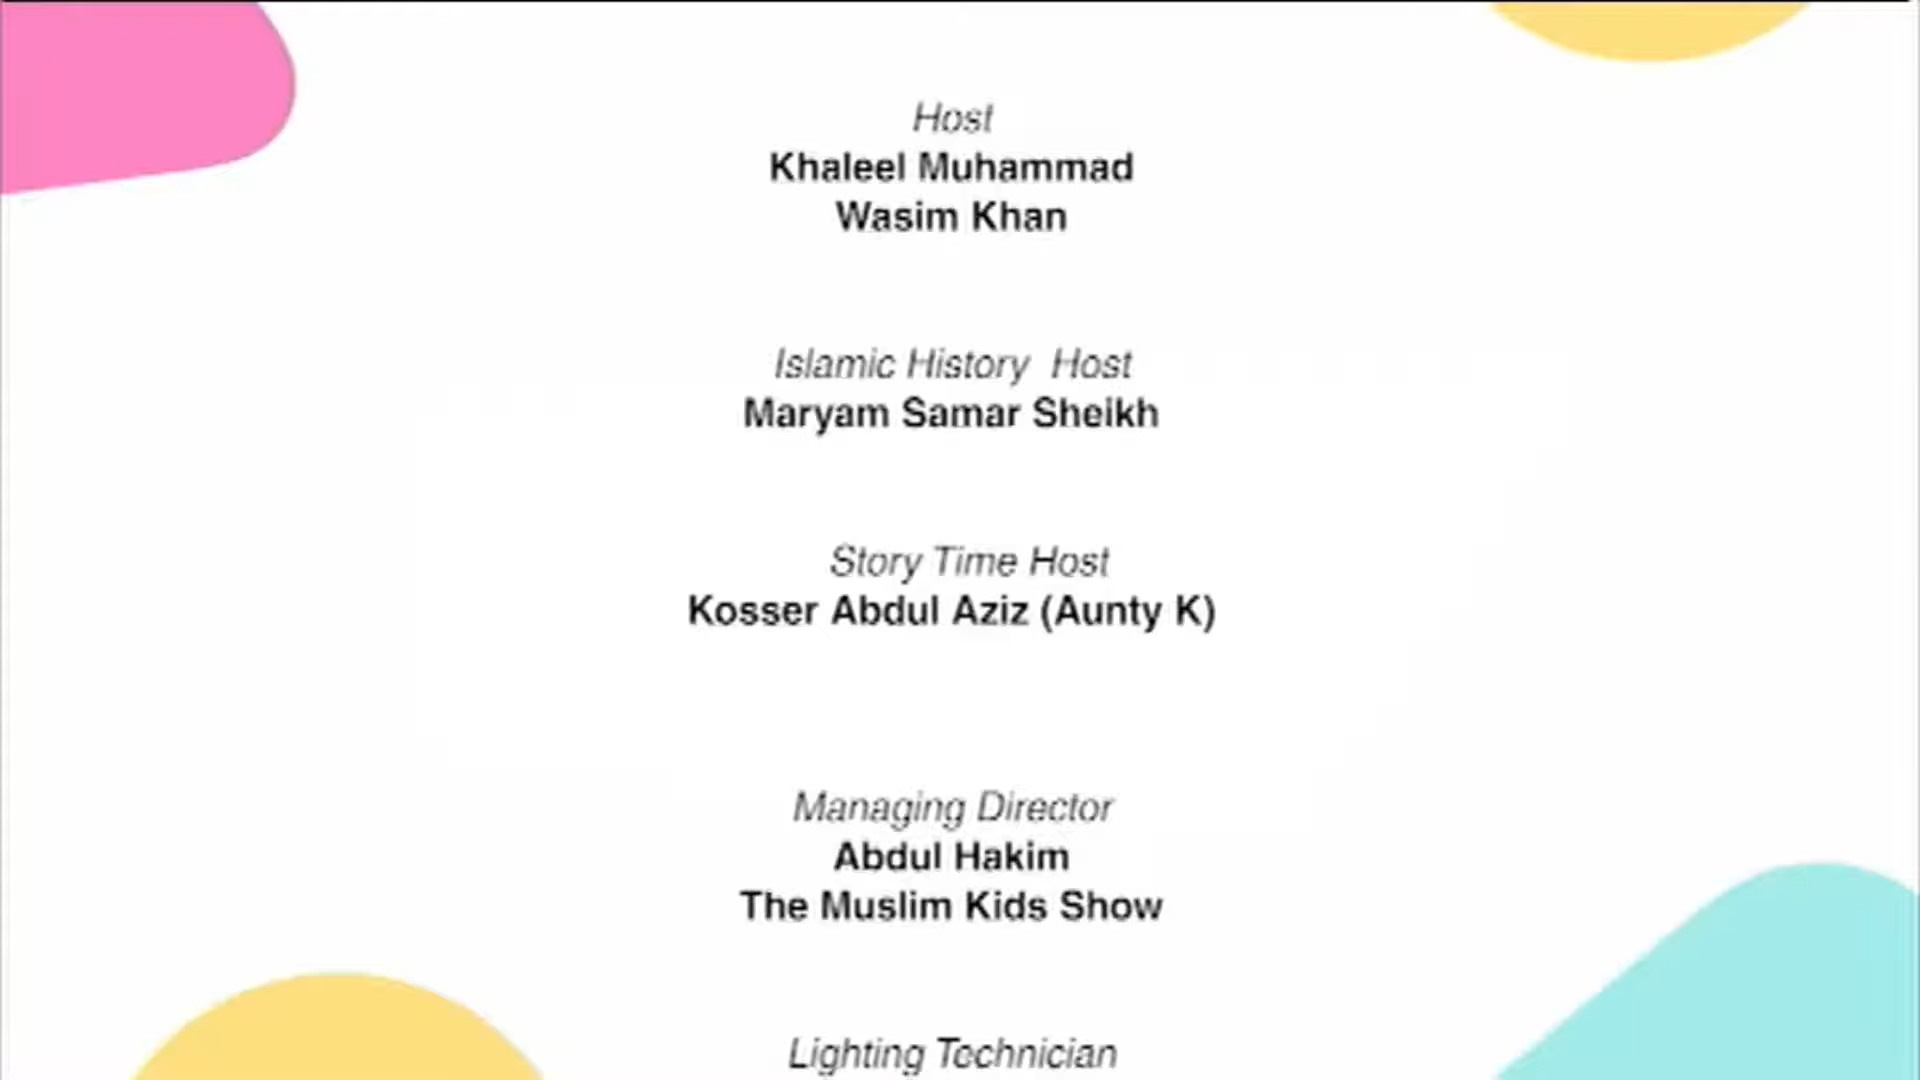 Host
Khaleel Muhammad
Wasim Khan
Islamic History Host
Maryam Samar Sheikh
Story Time Host
Kosser Abdul Aziz (Aunty K)
Managing Director
Abdul Hakim
The Muslim Kids Show
Lighting Technician